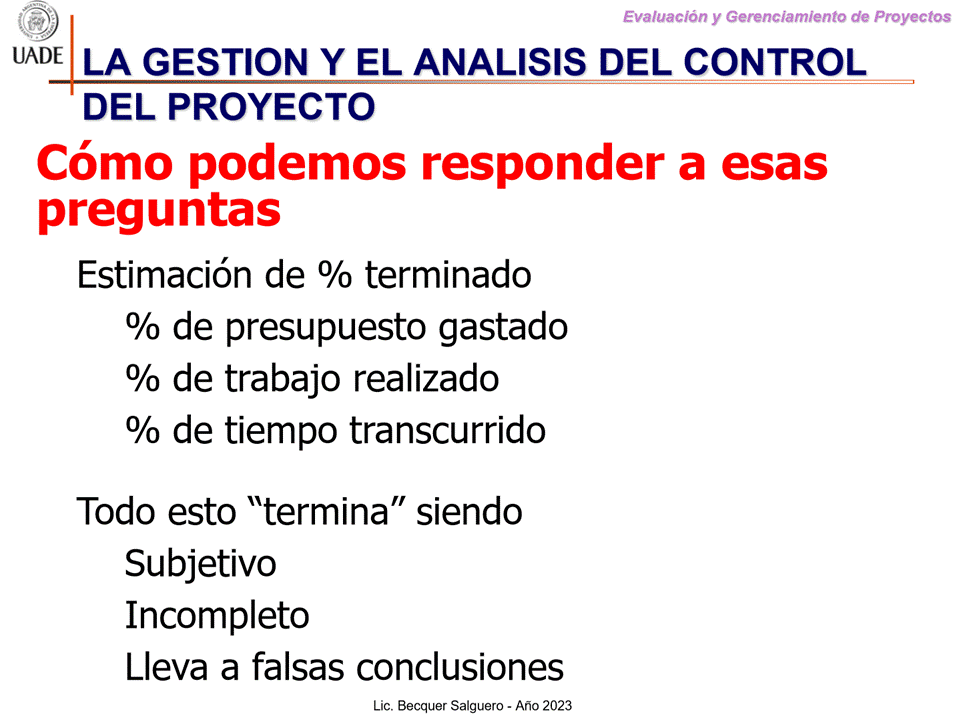 Evaluación y Gerenciamiento de Proyectos
UADE
LA GESTION Y EL ANALISIS DEL CONTROL
DEL PROYECTO
Cómo podemos responder a esas
preguntas
Estimación de % terminado
% de presupuesto gastado
% de trabajo realizado
% de tiempo transcurrido
Todo esto “termina” siendo
Subjetivo
Incompleto
Lleva a falsas conclusiones
Lic. Becquer Salguero - Año 2023